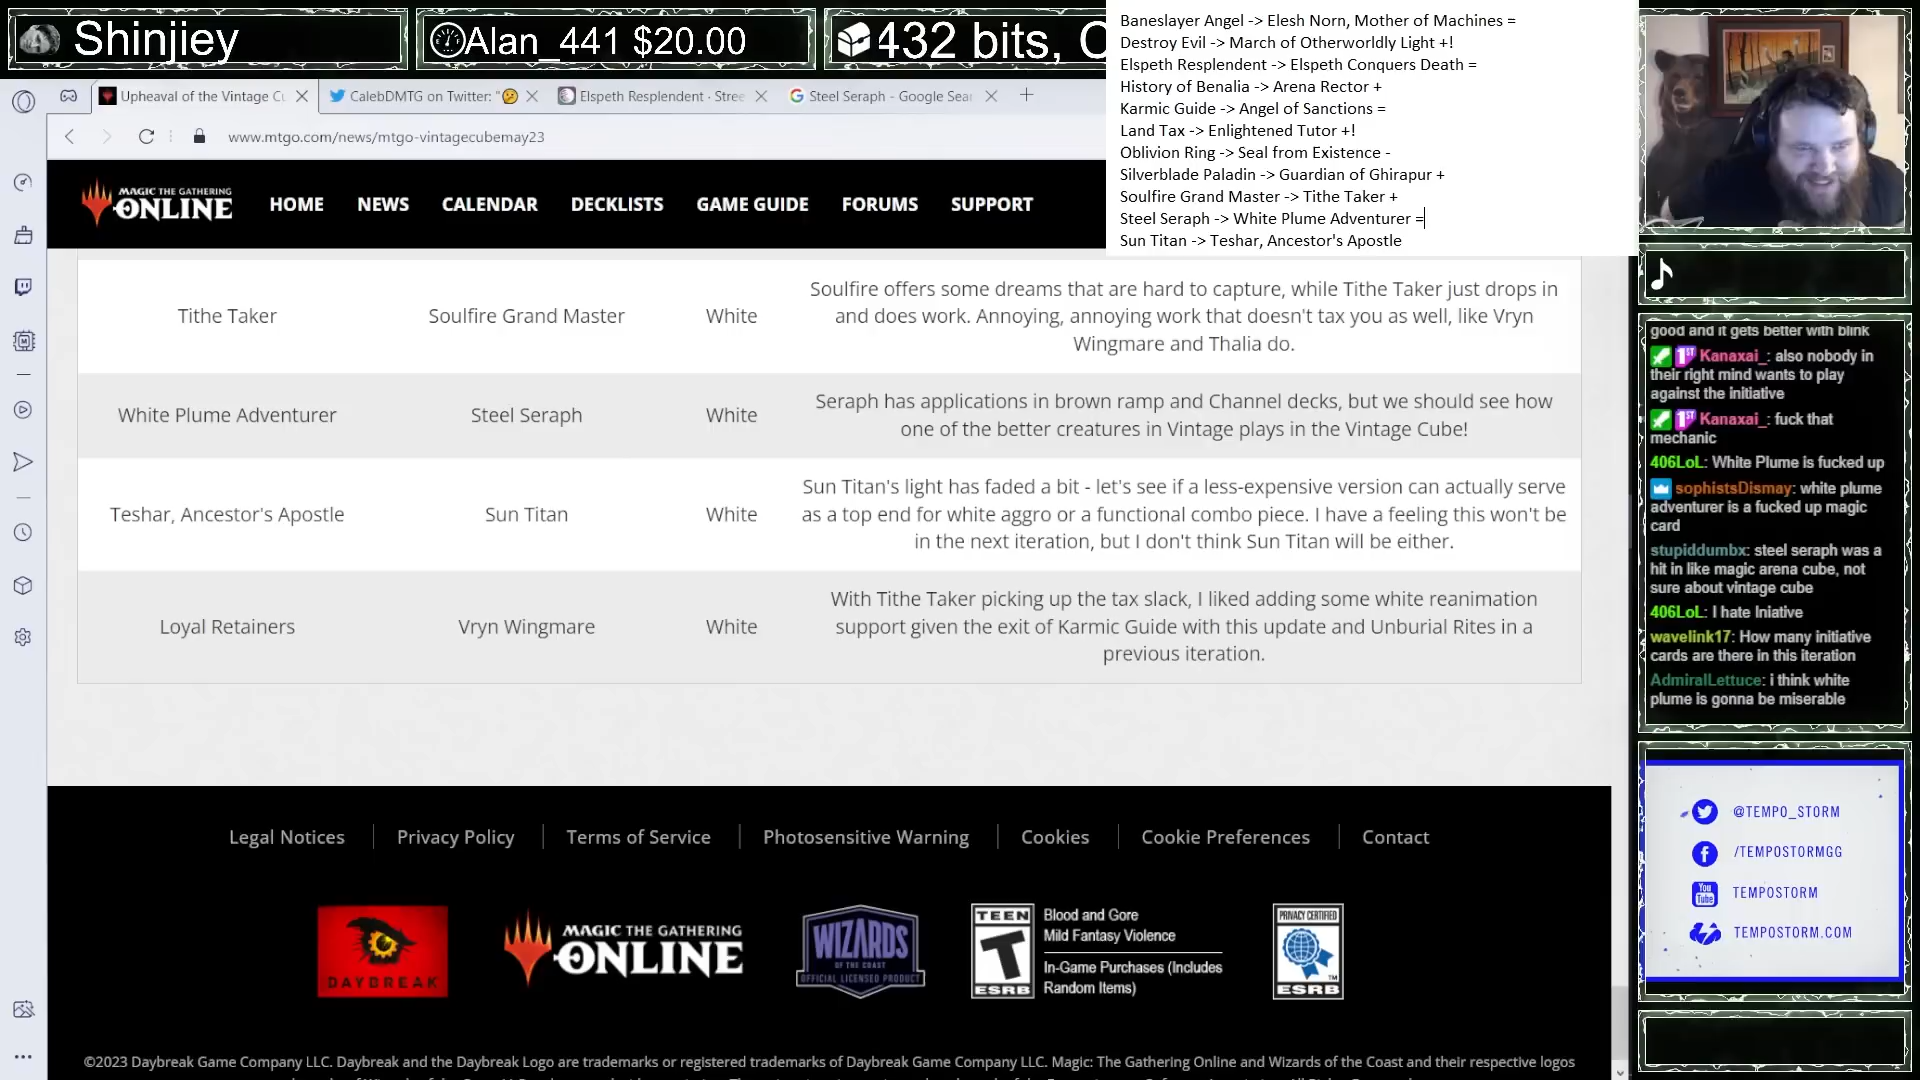 Shinjiey
Alan_441 $20.00
432 bits, C
Baneslayer Angel -> Elesh Norn, Mother of Machines =
Destroy Evil -> March of Otherworldly Light +!
Elspeth Resplendent -> Elspeth Conquers Death =
History of Benalia -> Arena Rector +
Karmic Guide -> Angel of Sanctions =
Land Tax -> Enlightened Tutor +!
Oblivion Ring -> Seal from Existence -
Silverblade Paladin -> Guardian of Ghirapur +
Soulfire Grand Master -> Tithe Taker +
Steel Seraph -> White Plume Adventurer =
Sun Titan -> Teshar, Ancestor's Apostle
Upheaval of the Vintage Cu
CalebDMTG on Twitter: "
Elspeth Resplendent · Stree
Steel Seraph - Google Sear
www.mtgo.com/news/mtgo-vintagecubemay23
MAGIC THE GATHERING
ONLINE
HOME NEWS CALENDAR DECKLISTS GAME GUIDE FORUMS SUPPORT
Tithe Taker
Soulfire Grand Master
White
Soulfire offers some dreams that are hard to capture, while Tithe Taker just drops in
and does work. Annoying, annoying work that doesn't tax you as well, like Vryn
Wingmare and Thalia do.
White Plume Adventurer
Steel Seraph
White
Seraph has applications in brown ramp and Channel decks, but we should see how
one of the better creatures in Vintage plays in the Vintage Cube!
Teshar, Ancestor's Apostle
Sun Titan
White
Sun Titan's light has faded a bit - let's see if a less-expensive version can actually serve
as a top end for white aggro or a functional combo piece. I have a feeling this won't be
in the next iteration, but I don't think Sun Titan will be either.
Loyal Retainers
Vryn Wingmare
White
With Tithe Taker picking up the tax slack, I liked adding some white reanimation
support given the exit of Karmic Guide with this update and Unburial Rites in a
previous iteration.
Legal Notices Privacy Policy Terms of Service Photosensitive Warning Cookies Cookie Preferences Contact
DAYBREAK
MAGIC THE GATHERING
ONLINE
WIZARDS
OF THE COAST
OFFICIAL LICENSED PRODUCT
TEEN
T
ESRB
Blood and Gore
Mild Fantasy Violence
In-Game Purchases (Includes
Random Items)
PRIVACY CERTIFIED
ESRB
©2023 Daybreak Game Company LLC. Daybreak and the Daybreak Logo are trademarks or registered trademarks of Daybreak Game Company LLC. Magic: The Gathering Online and Wizards of the Coast and their respective logos
good and it gets better with blink
1ST Kanaxai_: also nobody in
their right mind wants to play
against the initiative
1ST Kanaxai_: fuck that
mechanic
406LoL: White Plume is fucked up
sophistsDismay: white plume
adventurer is a fucked up magic
card
stupiddumbx: steel seraph was a
hit in like magic arena cube, not
sure about vintage cube
406LoL: I hate Iniative
wavelink17: How many initiative
cards are there in this iteration
AdmiralLettuce: i think white
plume is gonna be miserable
@TEMPO_STORM
/TEMPOSTORMGG
You Tube TEMPOSTORM
TEMPOSTORM.COM